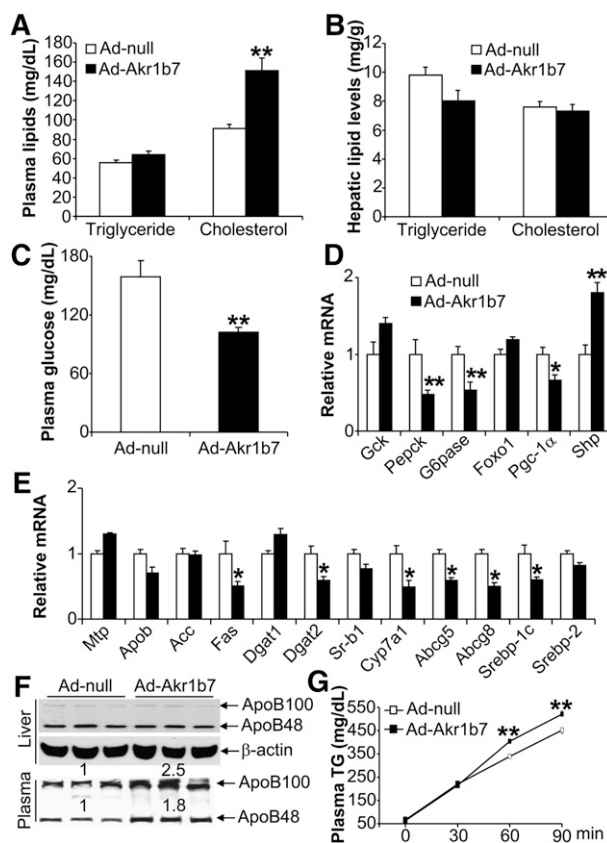 A
Plasma lipids (mg/dL)
180
160
140
120
100
80
60
40
20
0
Ad-null
Ad-Akr1b7
**
Triglyceride
Cholesterol
B
Hepatic lipid levels (mg/g)
12
10
8
6
4
2
0
Ad-null
Ad-Akr1b7
Triglyceride
Cholesterol
C
Plasma glucose (mg/dL)
180
120
60
0
**
Ad-null
Ad-Akr1b7
D
Relative mRNA
2
1
0
Ad-null
Ad-Akr1b7
**
**
*
**
Gck
Pepck
G6pase
Foxo1
Pgc-1α
Shp
E
Relative mRNA
2
1
0
Ad-null
Ad-Akr1b7
*
*
*
*
*
*
Mtp
Apob
Acc
Fas
Dgat1
Dgat2
Sr-b1
Cyp7a1
Abcg5
Abcg8
Srebp-1c
Srebp-2
F
Ad-null
Ad-Akr1b7
Liver
ApoB100
ApoB48
β-actin
Plasma
1
2.5
ApoB100
1
1.8
ApoB48
G
Plasma TG (mg/dL)
550
450
350
250
150
50
Ad-null
Ad-Akr1b7
**
**
0
30
60
90
min